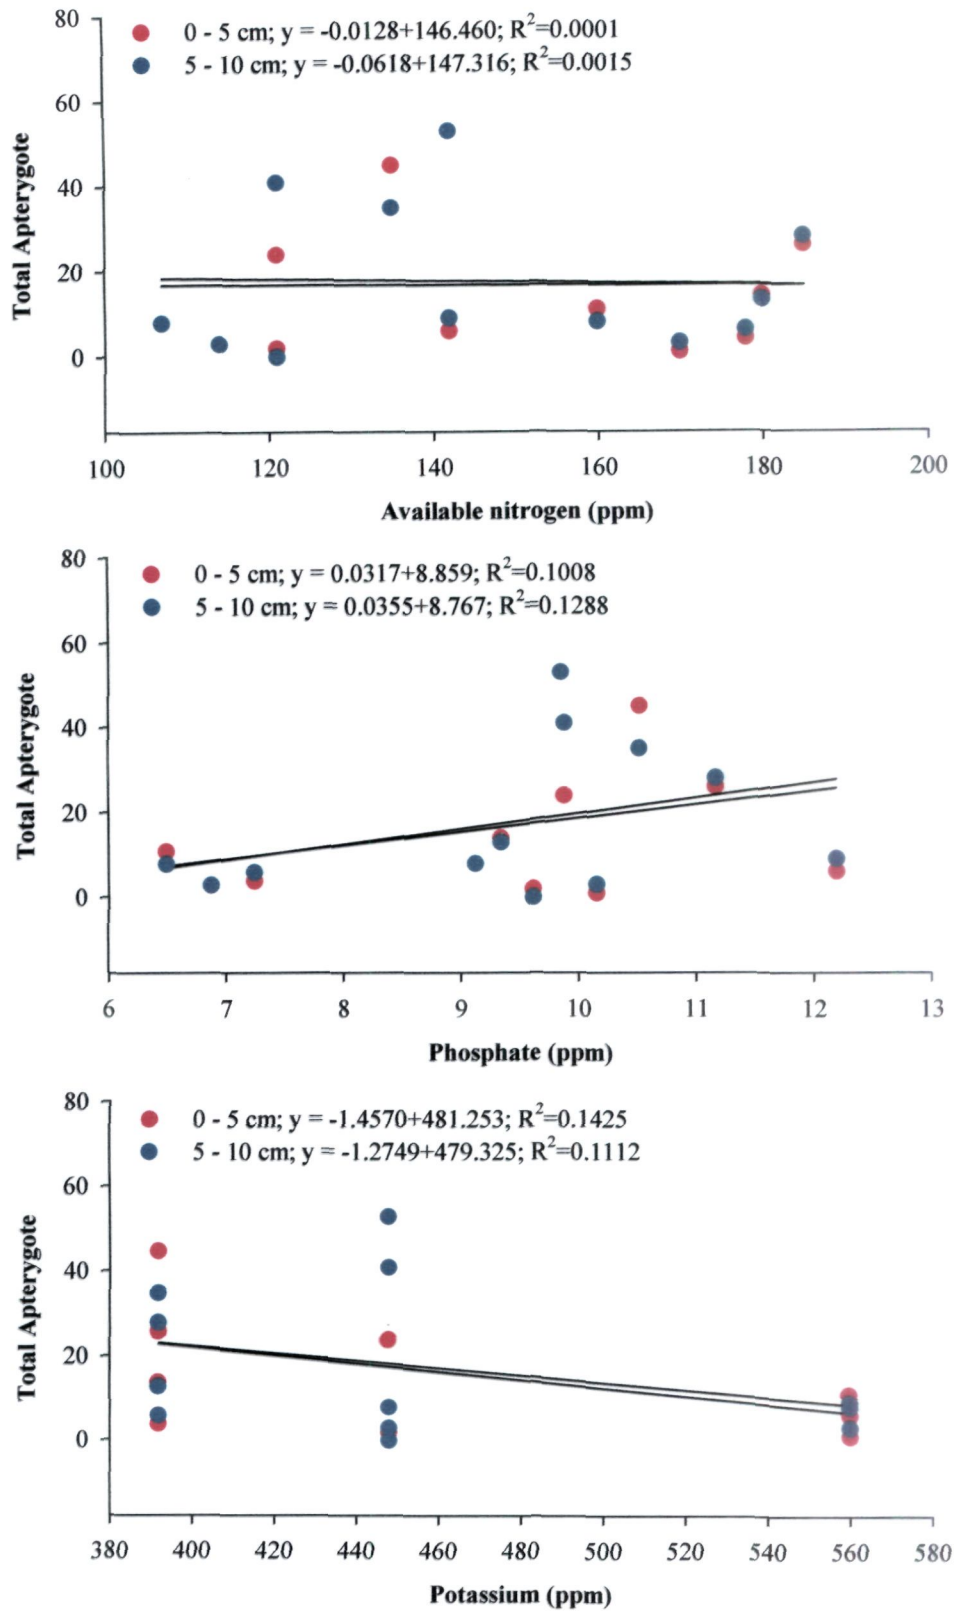 80
0 - 5 cm; y = -0.0128+146.460; R²=0.0001
5 - 10 cm; y = -0.0618+147.316; R²=0.0015
60
40
20
0
Total Apterygote
100 120 140 160 180 200
Available nitrogen (ppm)
80
0 - 5 cm; y = 0.0317+8.859; R²=0.1008
5 - 10 cm; y = 0.0355+8.767; R²=0.1288
60
40
20
0
Total Apterygote
6 7 8 9 10 11 12 13
Phosphate (ppm)
80
0 - 5 cm; y = -1.4570+481.253; R²=0.1425
5 - 10 cm; y = -1.2749+479.325; R²=0.1112
60
40
20
0
Total Apterygote
380 400 420 440 460 480 500 520 540 560 580
Potassium (ppm)